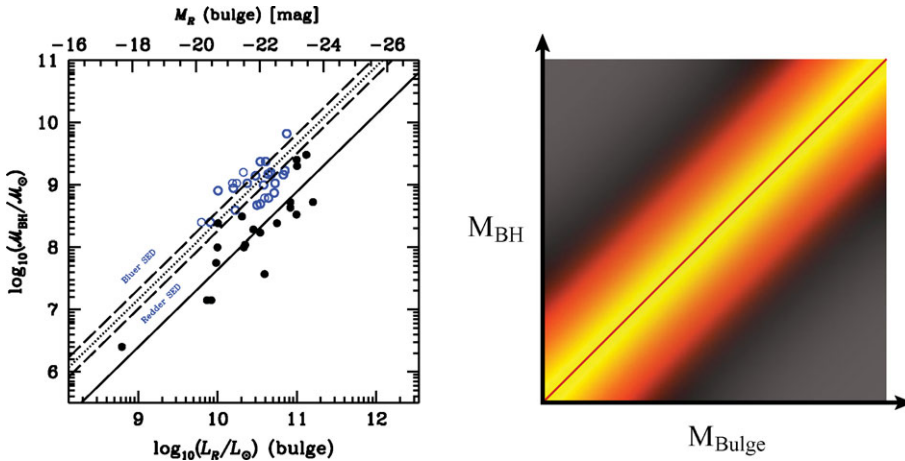 M_R (bulge) [mag]
−16 −18 −20 −22 −24 −26
11
10
9
8
7
6
log₁₀(M_BH/M_⊙)
Bluer SED
Redder SED
9 10 11 12
log₁₀(L_R/L_⊙) (bulge)
M_BH
M_Bulge